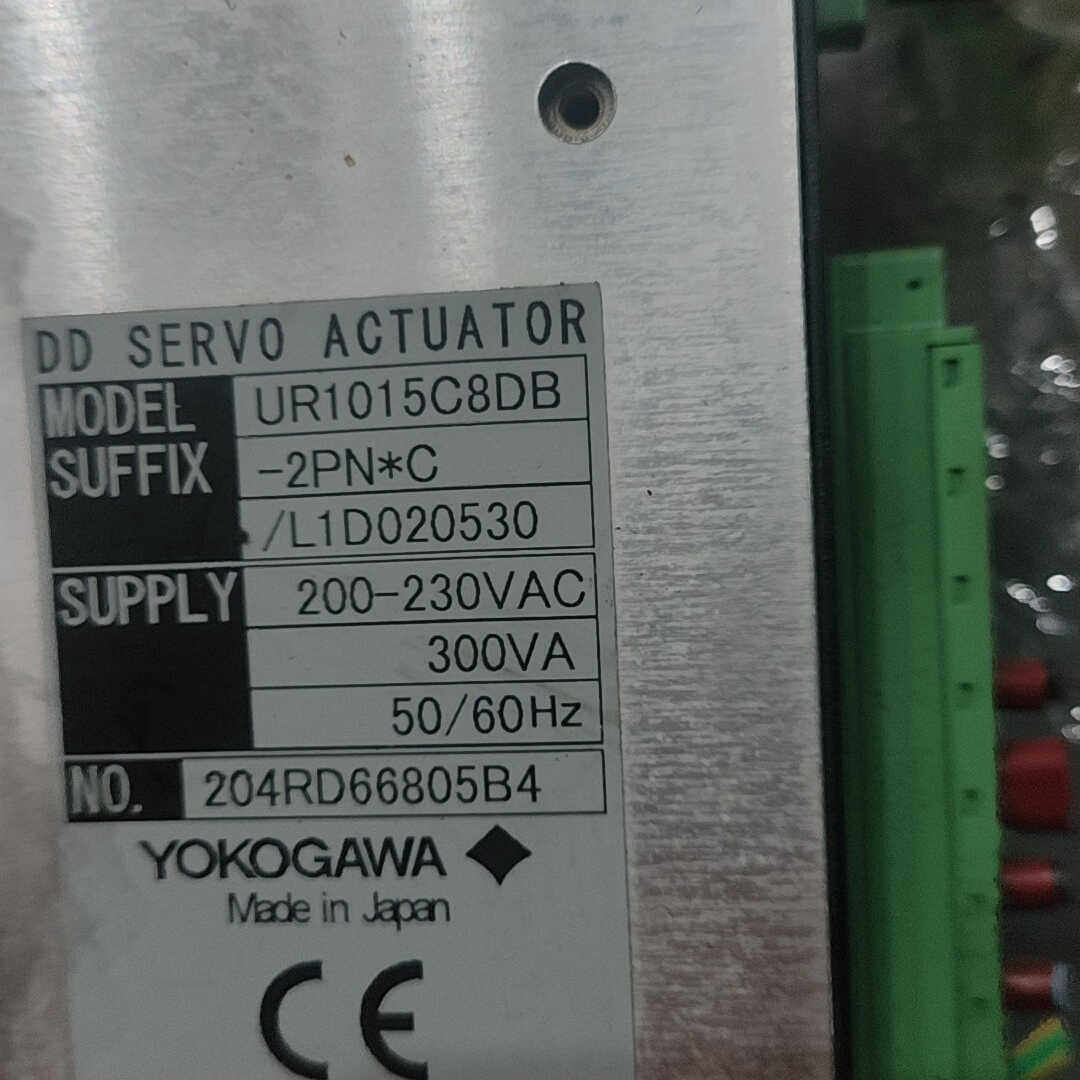 DD SERVO ACTUATOR
MODEL UR1015C8DB
SUFFIX -2PN*C
/L1D020530
SUPPLY 200-230VAC
300VA
50/60Hz
NO. 204RD66805B4
YOKOGAWA
Made in Japan
CE